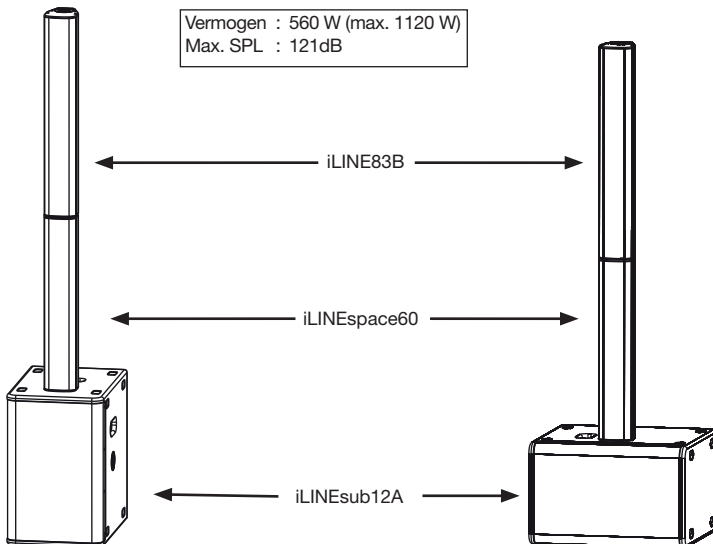 Vermogen : 560 W (max. 1120 W)
Max. SPL : 121dB
iLINE83B
iLINEspace60
iLINEsub12A